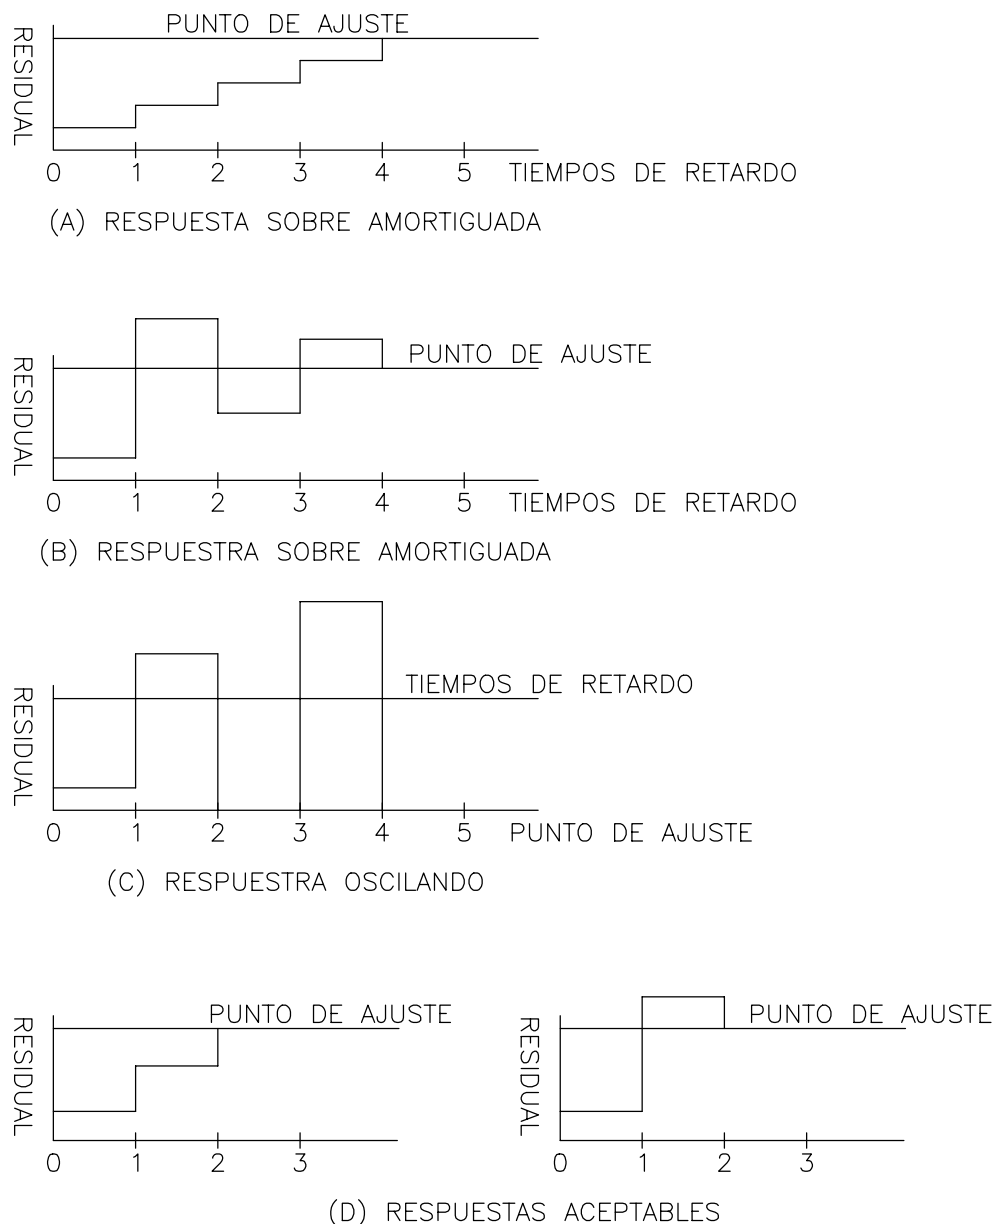 PUNTO DE AJUSTE
RESIDUAL
0 1 2 3 4 5 TIEMPOS DE RETARDO
(A) RESPUESTA SOBRE AMORTIGUADA
PUNTO DE AJUSTE
RESIDUAL
0 1 2 3 4 5 TIEMPOS DE RETARDO
(B) RESPUESTRA SOBRE AMORTIGUADA
TIEMPOS DE RETARDO
RESIDUAL
0 1 2 3 4 5 PUNTO DE AJUSTE
(C) RESPUESTRA OSCILANDO
PUNTO DE AJUSTE
RESIDUAL
0 1 2 3
PUNTO DE AJUSTE
RESIDUAL
0 1 2 3
(D) RESPUESTAS ACEPTABLES